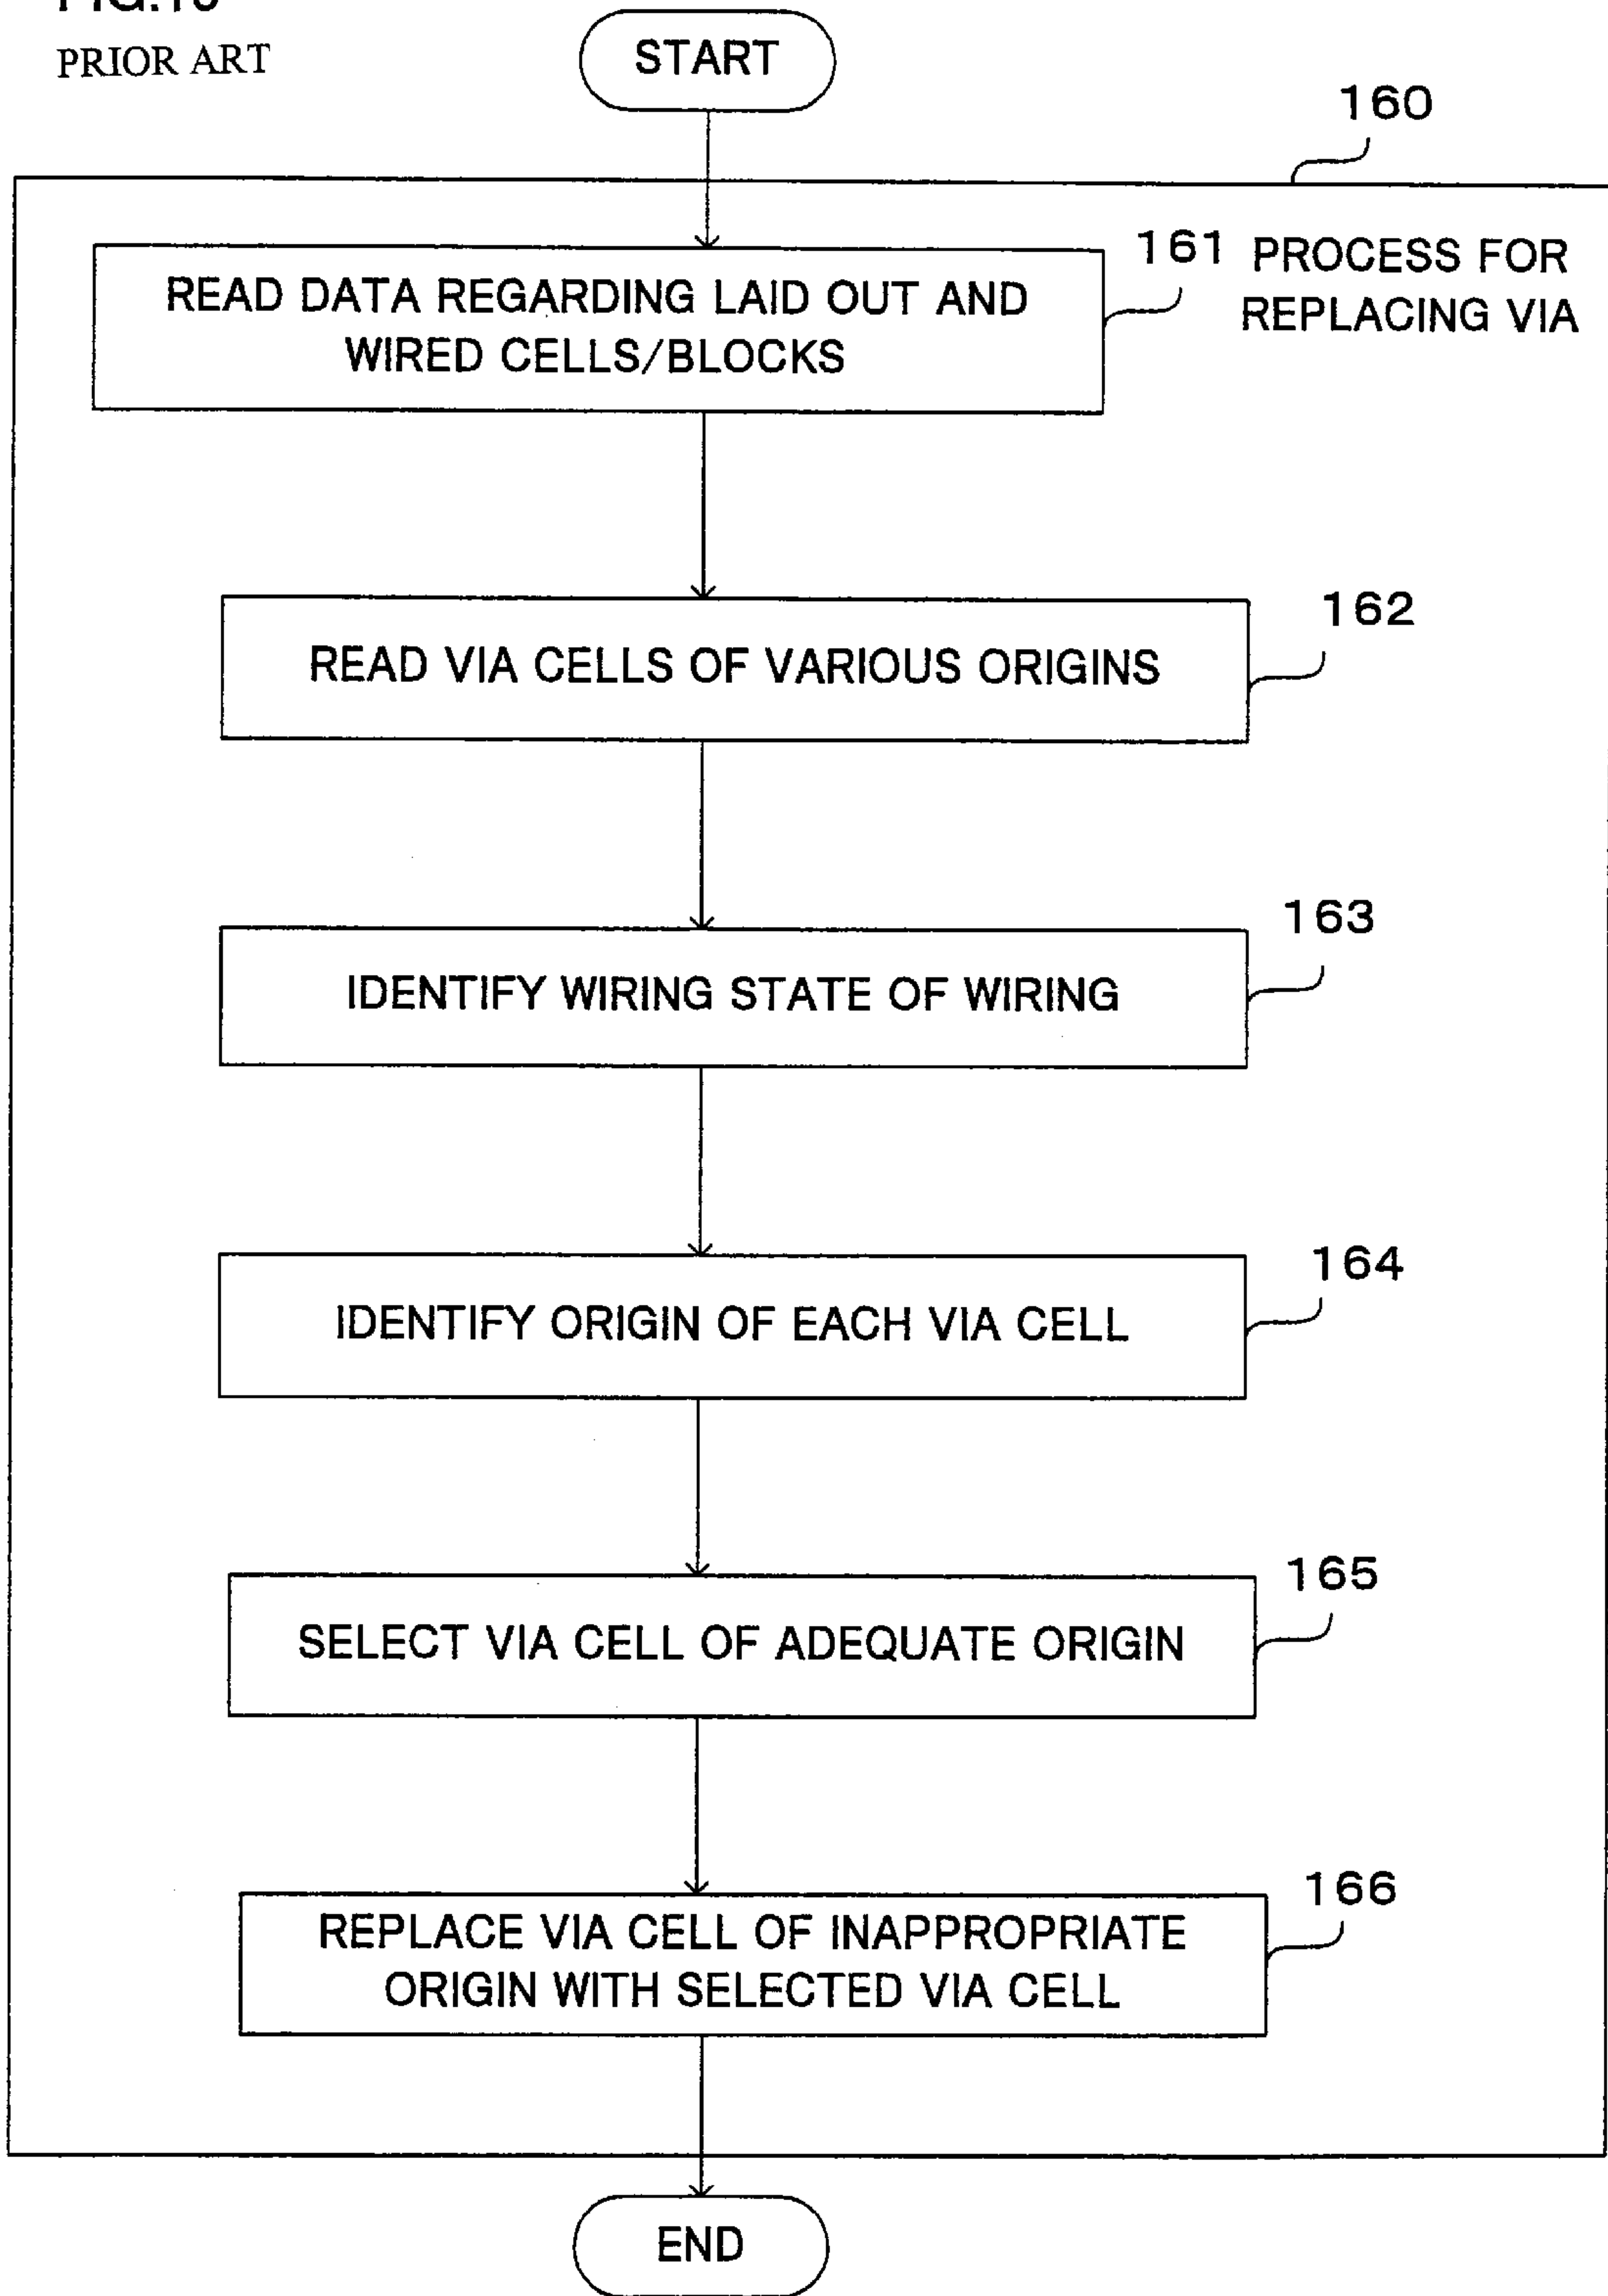 PRIOR ART
START
160
161
PROCESS FOR
REPLACING VIA
READ DATA REGARDING LAID OUT AND
WIRED CELLS/BLOCKS
162
READ VIA CELLS OF VARIOUS ORIGINS
163
IDENTIFY WIRING STATE OF WIRING
164
IDENTIFY ORIGIN OF EACH VIA CELL
165
SELECT VIA CELL OF ADEQUATE ORIGIN
166
REPLACE VIA CELL OF INAPPROPRIATE
ORIGIN WITH SELECTED VIA CELL
END